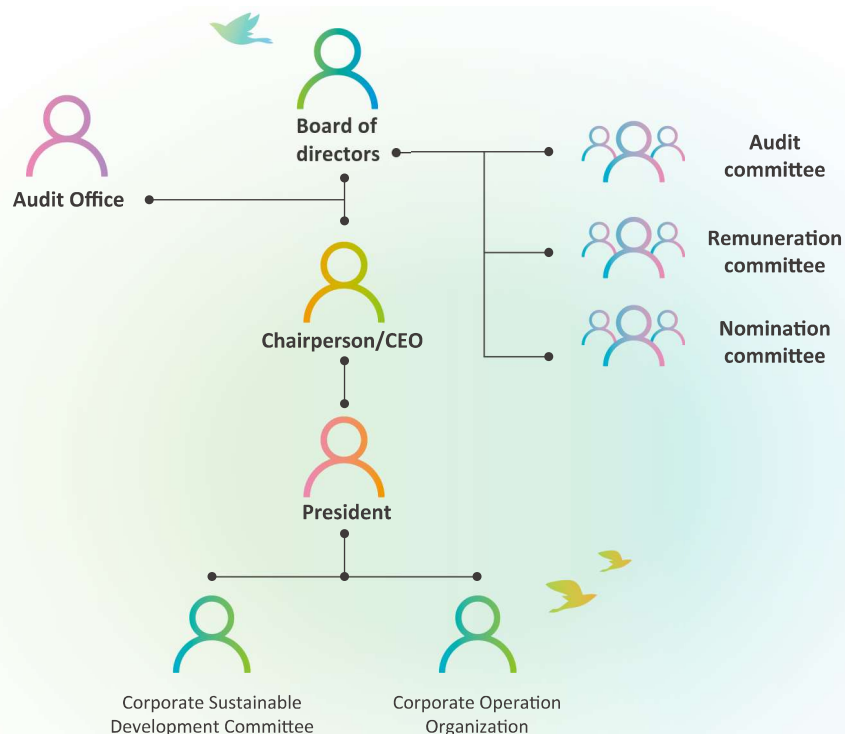 Board of
directors
Audit Office
Audit
committee
Remuneration
committee
Nomination
committee
Chairperson/CEO
President
Corporate Sustainable
Development Committee
Corporate Operation
Organization